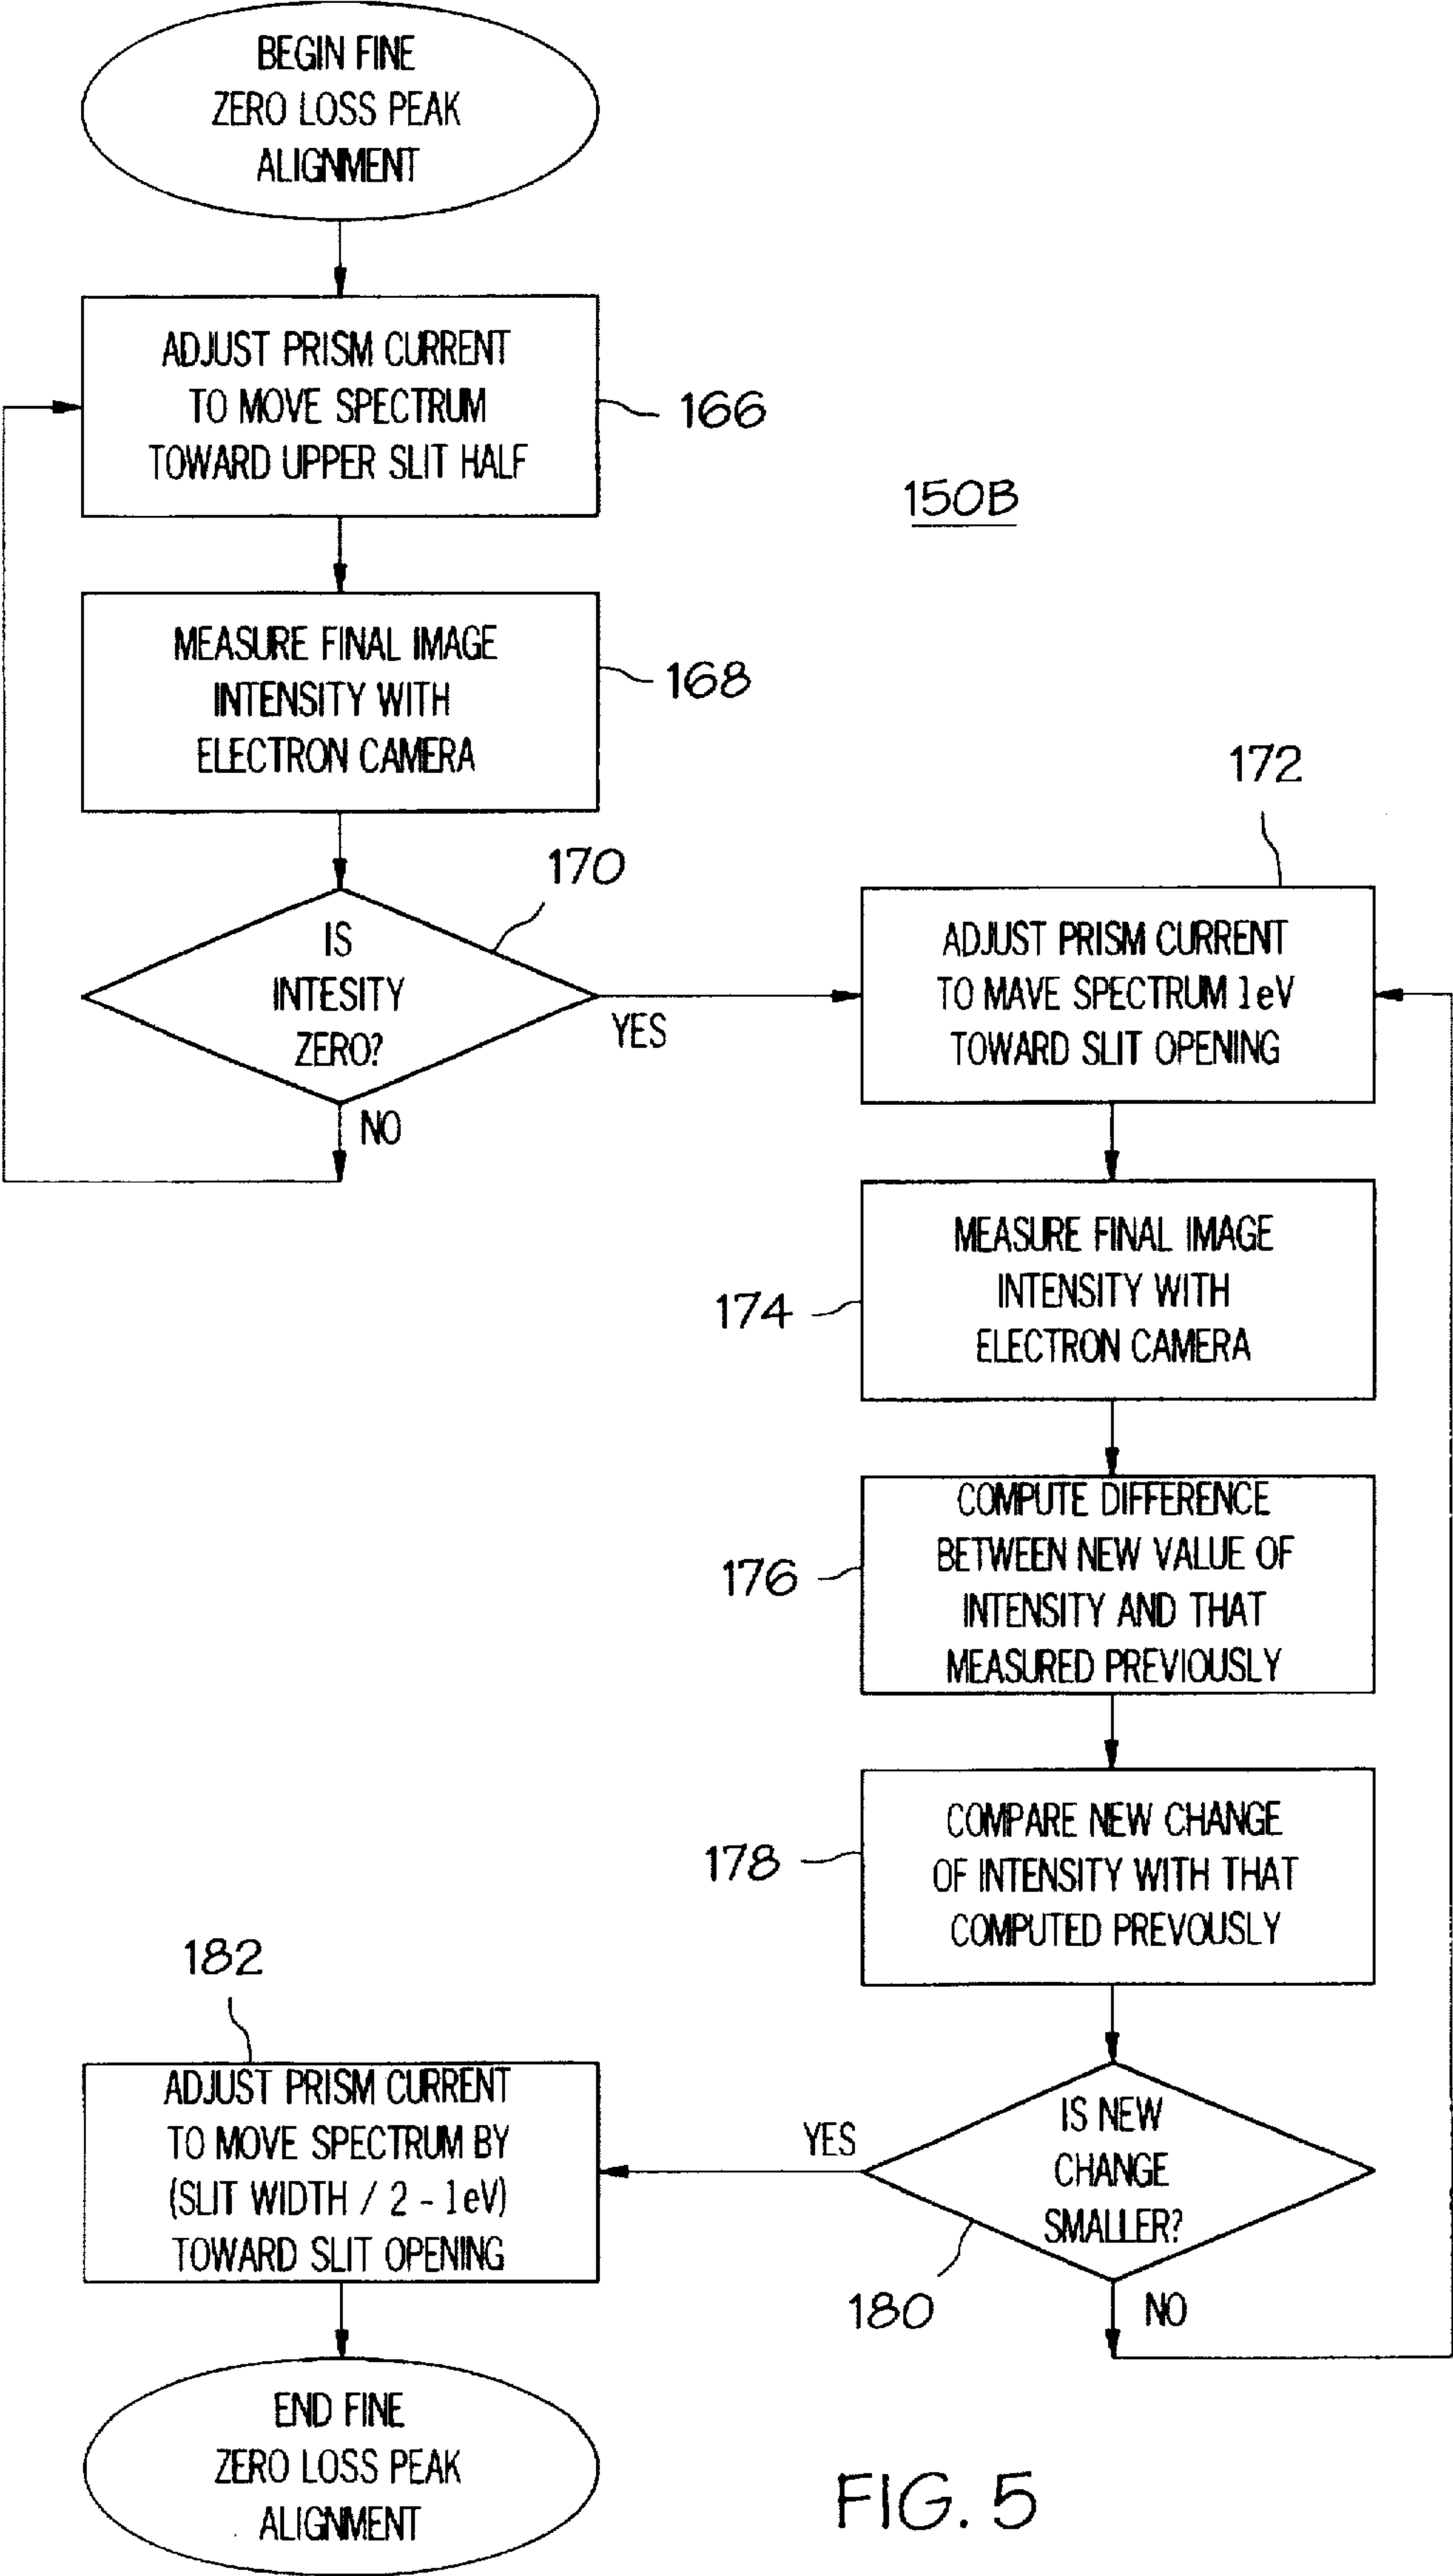 BEGIN FINE
ZERO LOSS PEAK
ALIGNMENT
ADJUST PRISM CURRENT
TO MOVE SPECTRUM
TOWARD UPPER SLIT HALF
166
150B
MEASURE FINAL IMAGE
INTENSITY WITH
ELECTRON CAMERA
168
170
IS
INTESITY
ZERO?
YES
NO
172
ADJUST PRISM CURRENT
TO MAVE SPECTRUM 1eV
TOWARD SLIT OPENING
MEASURE FINAL IMAGE
INTENSITY WITH
ELECTRON CAMERA
174
COMPUTE DIFFERENCE
BETWEEN NEW VALUE OF
INTENSITY AND THAT
MEASURED PREVIOUSLY
176
COMPARE NEW CHANGE
OF INTENSITY WITH THAT
COMPUTED PREVOUSLY
178
IS NEW
CHANGE
SMALLER?
YES
180
NO
182
ADJUST PRISM CURRENT
TO MOVE SPECTRUM BY
(SLIT WIDTH / 2 - 1eV)
TOWARD SLIT OPENING
END FINE
ZERO LOSS PEAK
ALIGNMENT
FIG. 5